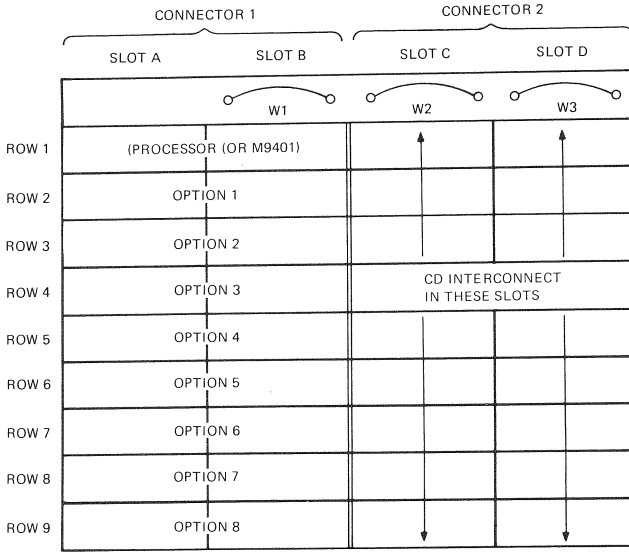 CONNECTOR 1 CONNECTOR 2
SLOT A SLOT B SLOT C SLOT D
W1 W2 W3
ROW 1 (PROCESSOR (OR M9401)
ROW 2 OPTION 1
ROW 3 OPTION 2
ROW 4 OPTION 3 CD INTERCONNECT
IN THESE SLOTS
ROW 5 OPTION 4
ROW 6 OPTION 5
ROW 7 OPTION 6
ROW 8 OPTION 7
ROW 9 OPTION 8